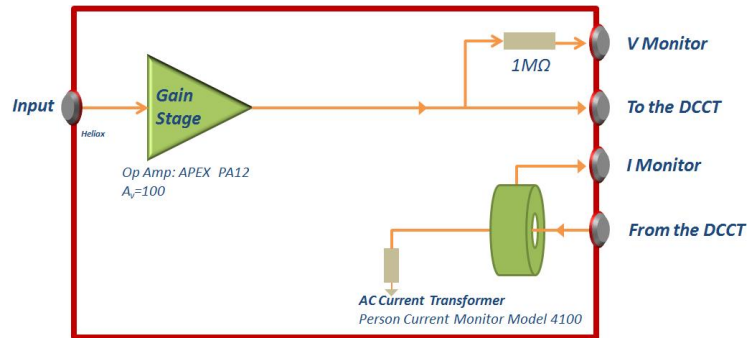 Input
Heliax
Gain
Stage
Op Amp: APEX PA12
Av=100
1MΩ
V Monitor
To the DCCT
I Monitor
From the DCCT
AC Current Transformer
Person Current Monitor Model 4100